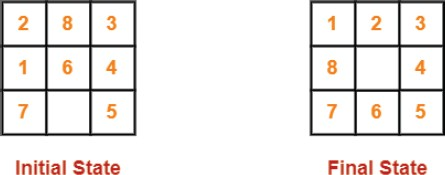 2 8 3 1 2 3
1 6 4 8 4
7 5 7 6 5
Initial State Final State